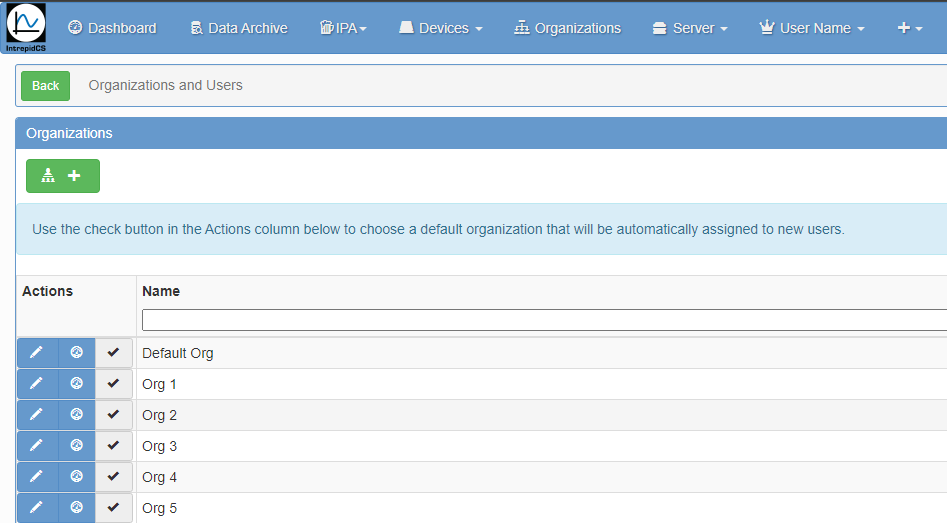 IntrepidCS
Dashboard Data Archive IPA Devices Organizations Server User Name
Back Organizations and Users
Organizations
Use the check button in the Actions column below to choose a default organization that will be automatically assigned to new users.
Actions Name
Default Org
Org 1
Org 2
Org 3
Org 4
Org 5